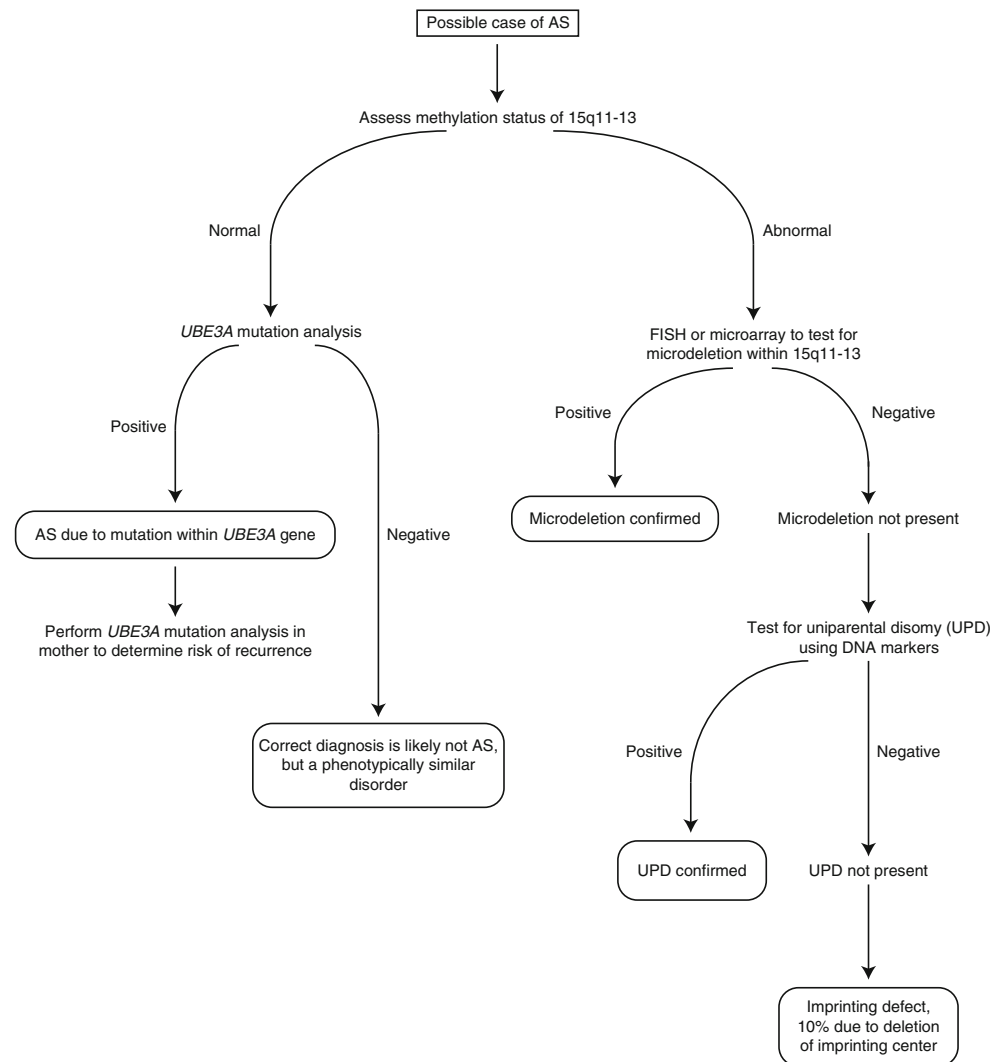 Possible case of AS
Assess methylation status of 15q11-13
Normal
Abnormal
UBE3A mutation analysis
FISH or microarray to test for
microdeletion within 15q11-13
Positive
Negative
Positive
Negative
AS due to mutation within UBE3A gene
Microdeletion confirmed
Microdeletion not present
Perform UBE3A mutation analysis in
mother to determine risk of recurrence
Test for uniparental disomy (UPD)
using DNA markers
Correct diagnosis is likely not AS,
but a phenotypically similar
disorder
Positive
Negative
UPD confirmed
UPD not present
Imprinting defect,
10% due to deletion
of imprinting center